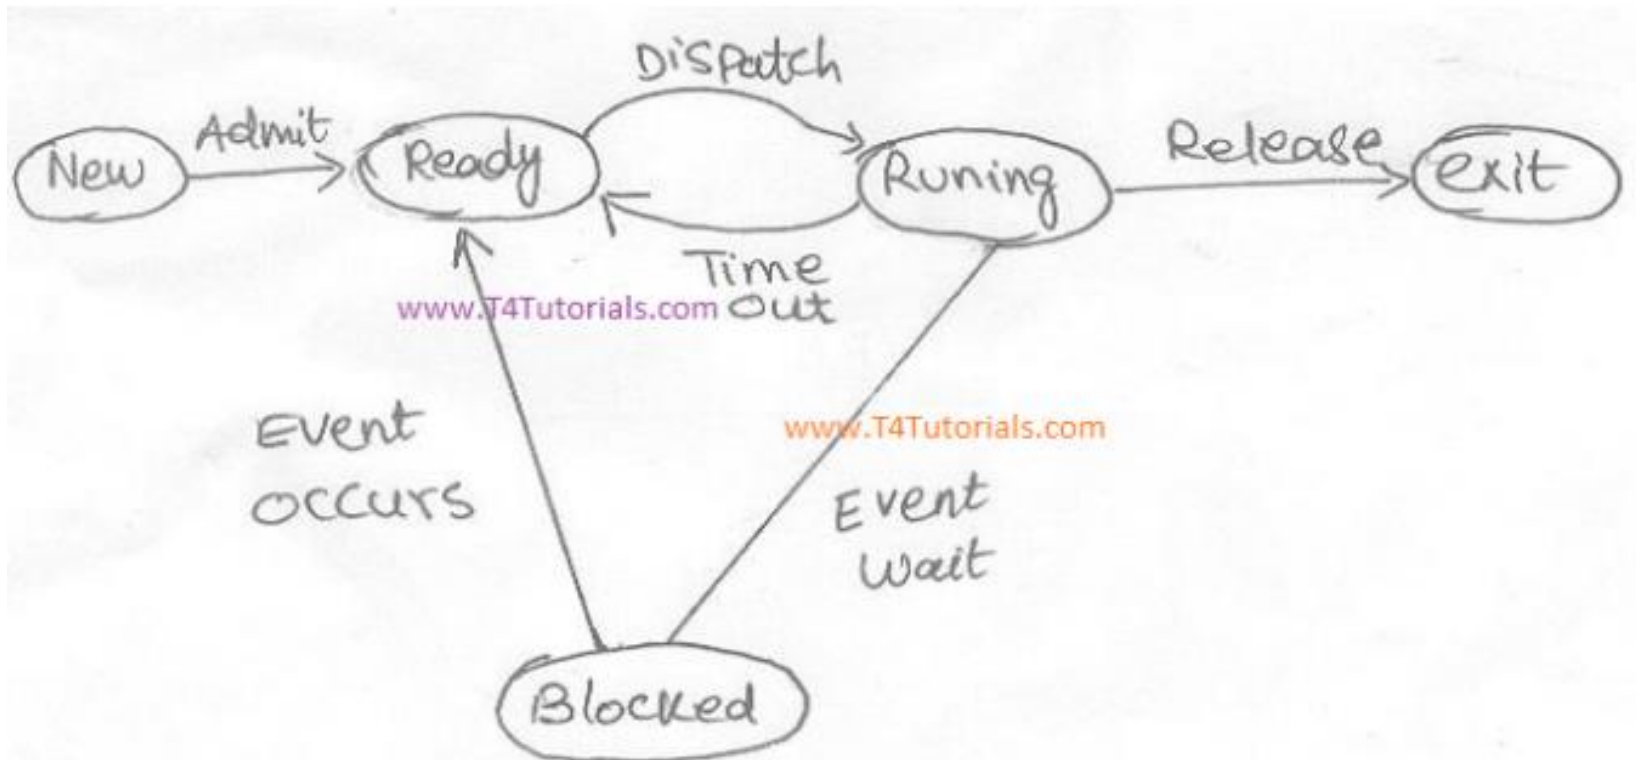 Dispatch
Admit
New
Ready
Runing
Release
exit
Time
out
www.T4Tutorials.com
www.T4Tutorials.com
Event
occurs
Event
wait
Blocked